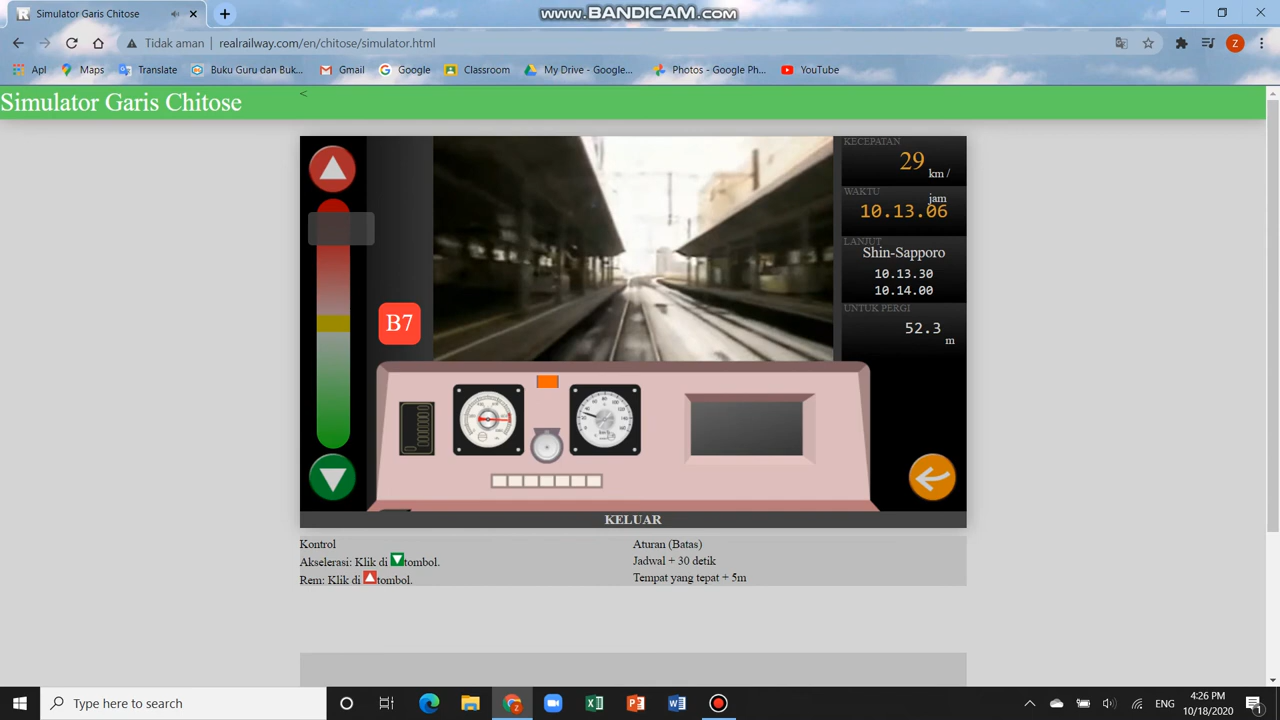 Simulator Garis Chitose
www.BANDICAM.com
Tidak aman
realrailway.com/en/chitose/simulator.html
Z
Apl
Maps
Translate
Buku Guru dan Buk...
Gmail
Google
Classroom
My Drive - Google...
Photos - Google Ph...
YouTube
Simulator Garis Chitose
<
KECEPATAN
29
km /
WAKTU
jam
10.13.06
LANJUT
Shin-Sapporo
10.13.30
10.14.00
UNTUK PERGI
52.3
m
B7
KELUAR
Kontrol
Akselerasi: Klik di tombol.
Rem: Klik di tombol.
Aturan (Batas)
Jadwal + 30 detik
Tempat yang tepat + 5m
Type here to search
ENG
4:26 PM
10/18/2020